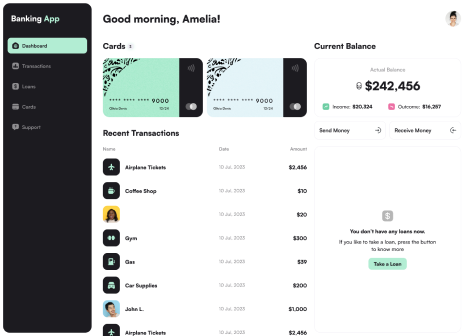 Banking App
Dashboard
Transactions
Loans
Cards
Support
Good morning, Amelia!
Cards 2
**** **** **** 9000
Olivia Dunn 10/24
**** **** **** 9000
Olivia Dunn 10/24
Recent Transactions
Name Date Amount
Airplane Tickets 10 Jul, 2023 $2,456
Coffee Shop 10 Jul, 2023 $10
10 Jul, 2023 $20
Gym 10 Jul, 2023 $300
Gas 10 Jul, 2023 $39
Car Supplies 10 Jul, 2023 $200
John L. 10 Jul, 2023 $1,000
Airplane Tickets 10 Jul, 2023 $2,456
Current Balance
Actual Balance
$242,456
Income: $20,324 Outcome: $16,287
Send Money Receive Money
$
You don't have any loans now.
If you like to take a loan, press the button
to know more
Take a Loan